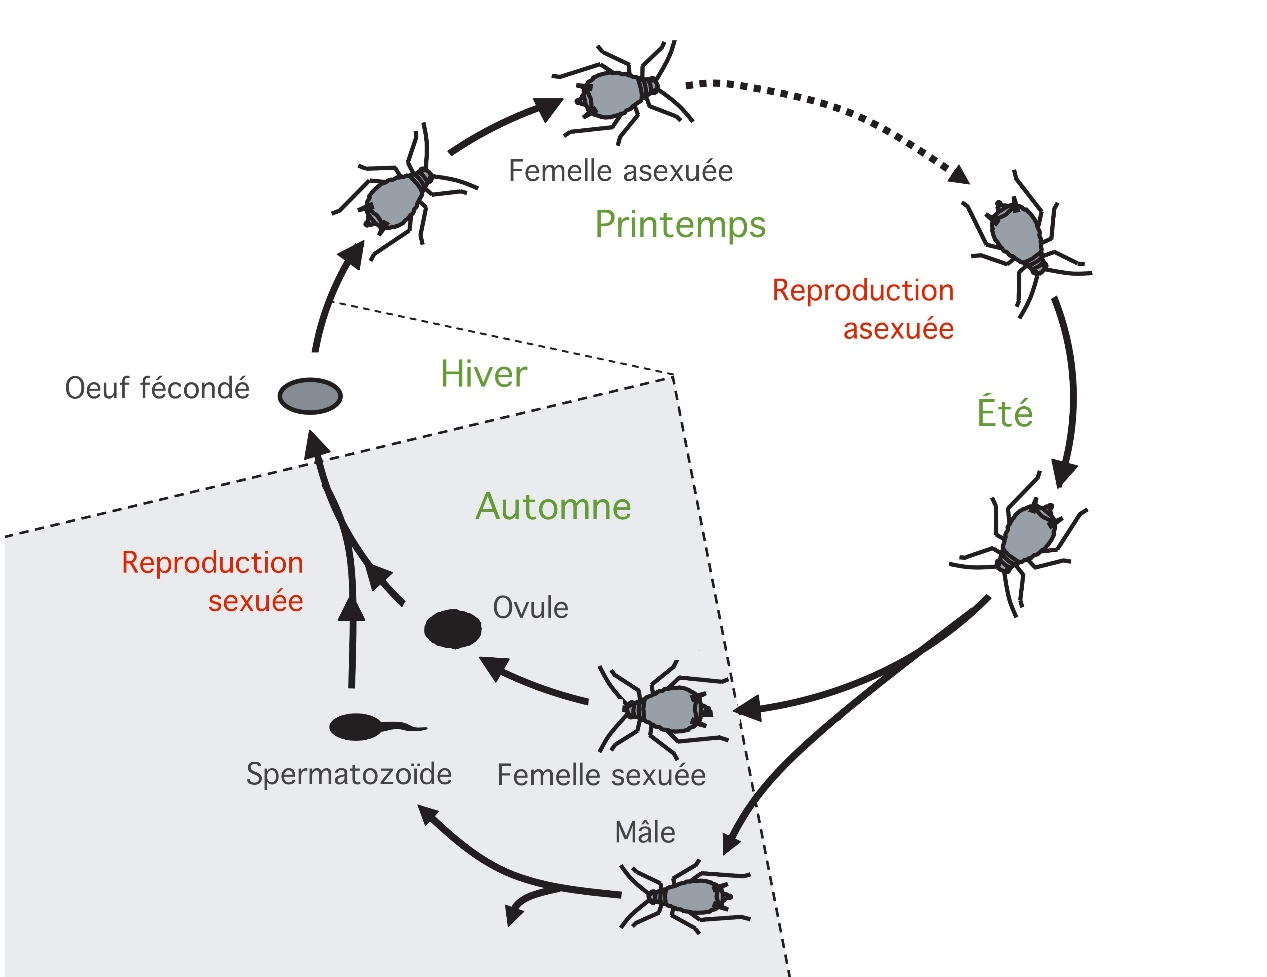 Femelle asexuée
Printemps
Reproduction
asexuée
Oeuf fécondé
Hiver
Été
Automne
Reproduction
sexuée
Ovule
Spermatozoïde
Femelle sexuée
Mâle